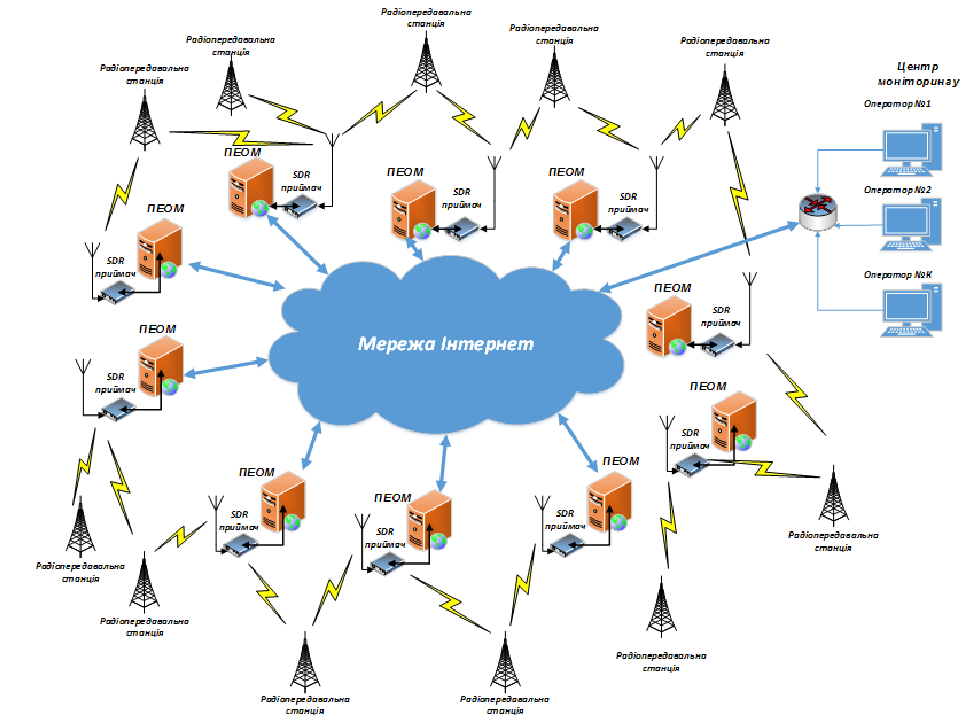 Радіопередавальна
станція
Радіопередавальна
станція
Радіопередавальна
станція
Радіопередавальна
станція
Радіопередавальна
станція
Центр
моніторингу
Оператор №1
Оператор №2
Оператор №К
ПЕОМ
SDR
приймач
ПЕОМ
SDR
приймач
ПЕОМ
SDR
приймач
ПЕОМ
SDR
приймач
ПЕОМ
SDR
приймач
Мережа Інтернет
ПЕОМ
SDR
приймач
ПЕОМ
SDR
приймач
ПЕОМ
SDR
приймач
ПЕОМ
SDR
приймач
ПЕОМ
SDR
приймач
Радіопередавальна
станція
Радіопередавальна
станція
Радіопередавальна
станція
Радіопередавальна
станція
Радіопередавальна
станція
Радіопередавальна
станція